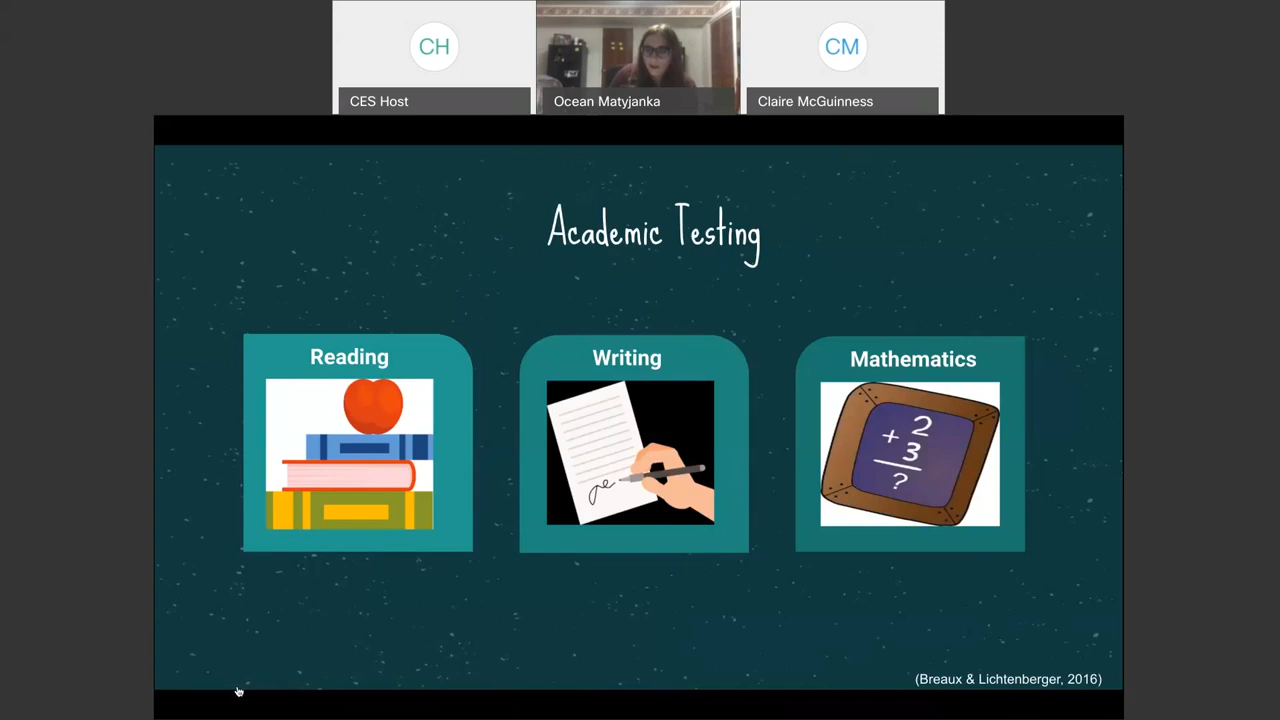 CH
CM
CES Host
Ocean Matyjanka
Claire McGuinness
Academic Testing
Reading
Writing
Mathematics
2
+ 3
?
(Breaux & Lichtenberger, 2016)